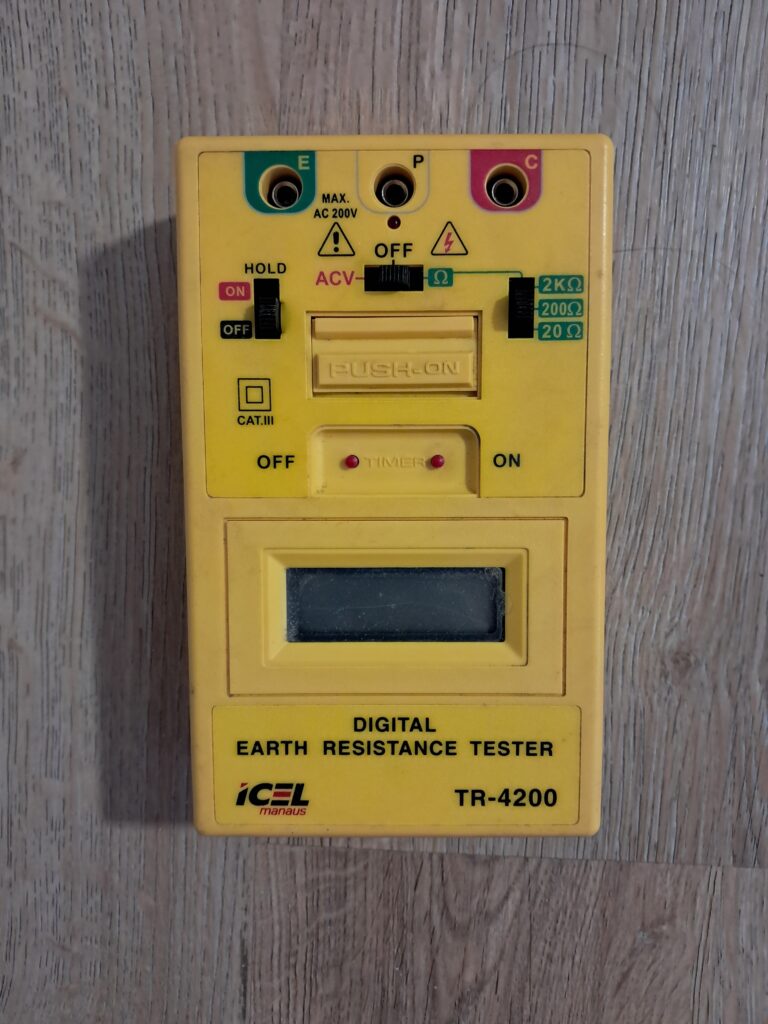 E P C
MAX.
AC 200V
OFF
HOLD
ACV Ω
ON
OFF
2KΩ
200Ω
20Ω
PUSH-ON
CAT.III
OFF TIMER ON
DIGITAL
EARTH RESISTANCE TESTER
iCEL
manaus
TR-4200